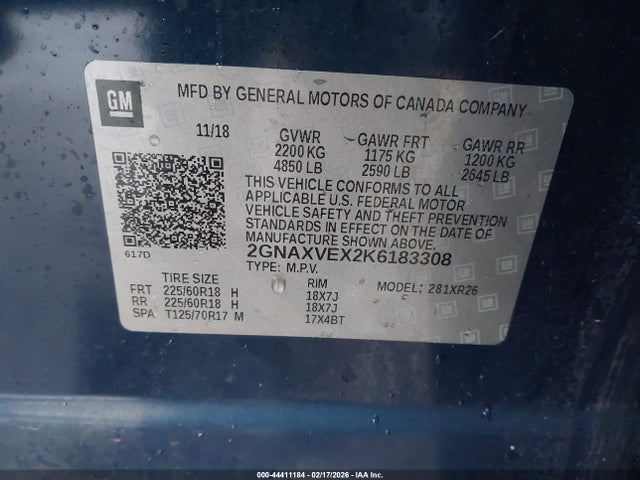 GM
MFD BY GENERAL MOTORS OF CANADA COMPANY
11/18 GVWR GAWR FRT GAWR RR
2200 KG 1175 KG 1200 KG
4850 LB 2590 LB 2645 LB
THIS VEHICLE CONFORMS TO ALL
APPLICABLE U.S. FEDERAL MOTOR
VEHICLE SAFETY AND THEFT PREVENTION
STANDARDS IN EFFECT ON THE DATE OF
MANUFACTURE SHOWN ABOVE.
617D 2GNAXVEX2K6183308
TYPE: M.P.V. MODEL: 281XR26
TIRE SIZE RIM
FRT 225/60R18 H 18X7J
RR 225/60R18 H 18X7J
SPA T125/70R17 M 17X4BT
000-44411184 - 02/17/2026 - IAA Inc.